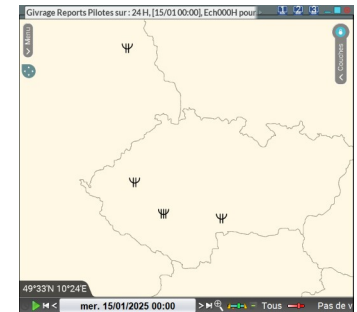 Givrage Reports Pilotes sur : 24 H, [15/01 00:00], Ech000H pour
1 2 3
Menu
Couches
49°33'N 10°24'E
mer. 15/01/2025 00:00
Tous
Pas de v